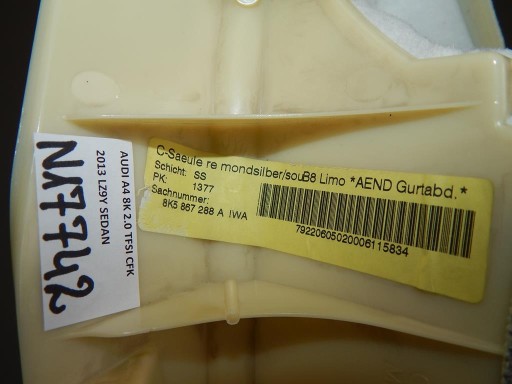 AUDI A4 8K 2.0 TFSI CFK
2013 LZ9Y SEDAN
N17742
C-Saeule re mondsilber/souB8 Limo *AEND Gurtabd.*
Schicht: SS
PK: 1377
Sachnummer:
8K5 867 288 A IWA
79220605020006115834